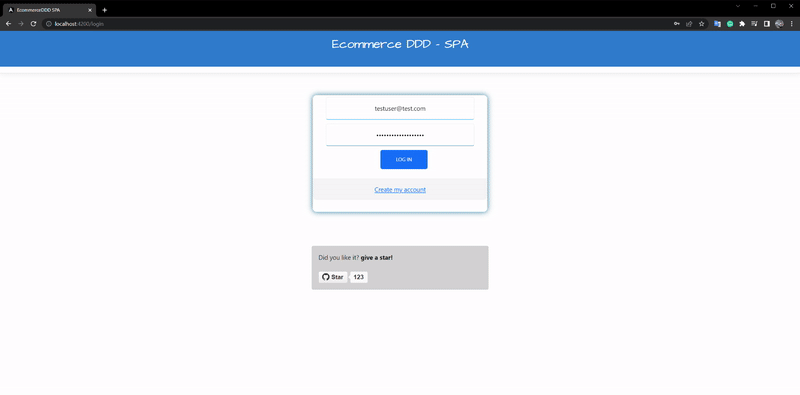 EcommerceDDD SPA
localhost:4200/login
Ecommerce DDD - SPA
testuser@test.com
•••••••••••••••••••
LOG IN
Create my account
Did you like it? give a star!
Star 123